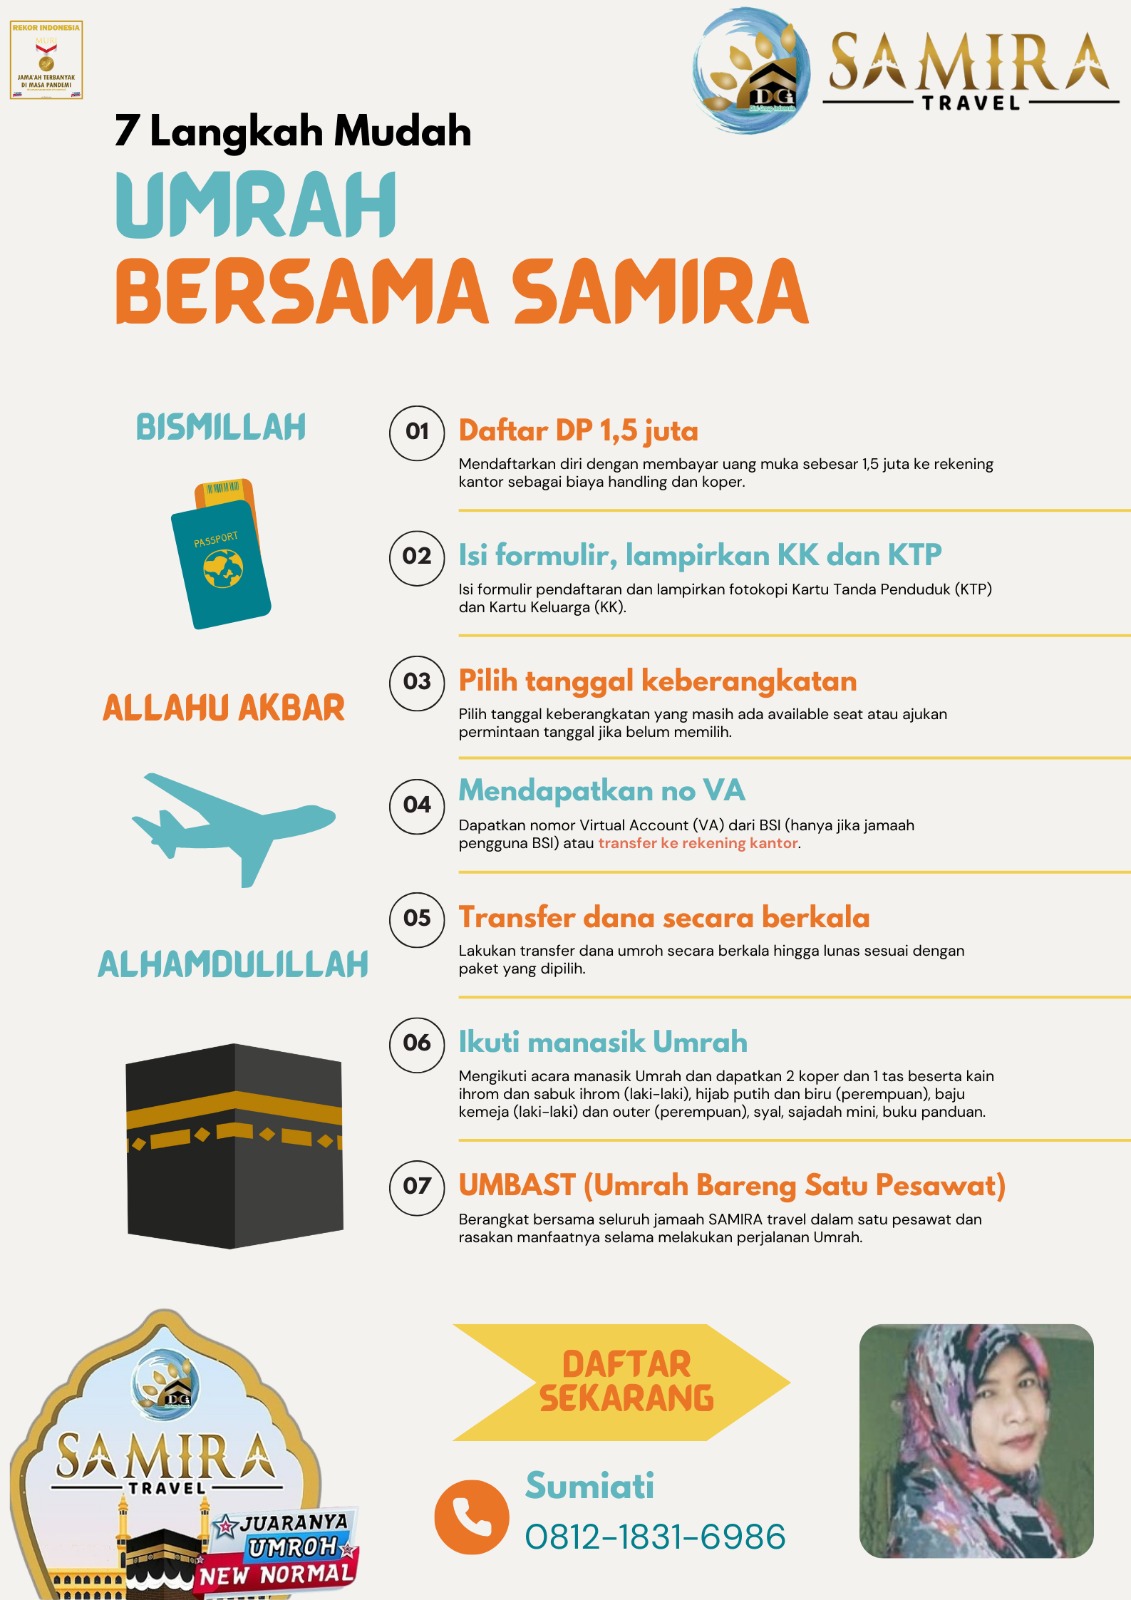 REKOR INDONESIA
JAMA'AH TERBANYAK
DI MASA PANDEMI
DG
SAMIRA
TRAVEL
7 Langkah Mudah
UMRAH
BERSAMA SAMIRA
BISMILLAH
PASSPORT
ALLAHU AKBAR
ALHAMDULILLAH
01
Daftar DP 1,5 juta
Mendaftarkan diri dengan membayar uang muka sebesar 1,5 juta ke rekening
kantor sebagai biaya handling dan koper.
02
Isi formulir, lampirkan KK dan KTP
Isi formulir pendaftaran dan lampirkan fotokopi Kartu Tanda Penduduk (KTP)
dan Kartu Keluarga (KK).
03
Pilih tanggal keberangkatan
Pilih tanggal keberangkatan yang masih ada available seat atau ajukan
permintaan tanggal jika belum memilih.
04
Mendapatkan no VA
Dapatkan nomor Virtual Account (VA) dari BSI (hanya jika jamaah
pengguna BSI) atau transfer ke rekening kantor.
05
Transfer dana secara berkala
Lakukan transfer dana umroh secara berkala hingga lunas sesuai dengan
paket yang dipilih.
06
Ikuti manasik Umrah
Mengikuti acara manasik Umrah dan dapatkan 2 koper dan 1 tas beserta kain
ihrom dan sabuk ihrom (laki-laki), hijab putih dan biru (perempuan), baju
kemeja (laki-laki) dan outer (perempuan), syal, sajadah mini, buku panduan.
07
UMBAST (Umrah Bareng Satu Pesawat)
Berangkat bersama seluruh jamaah SAMIRA travel dalam satu pesawat dan
rasakan manfaatnya selama melakukan perjalanan Umrah.
DG
SAMIRA
TRAVEL
JUARANYA
UMROH
NEW NORMAL
DAFTAR
SEKARANG
Sumiati
0812-1831-6986